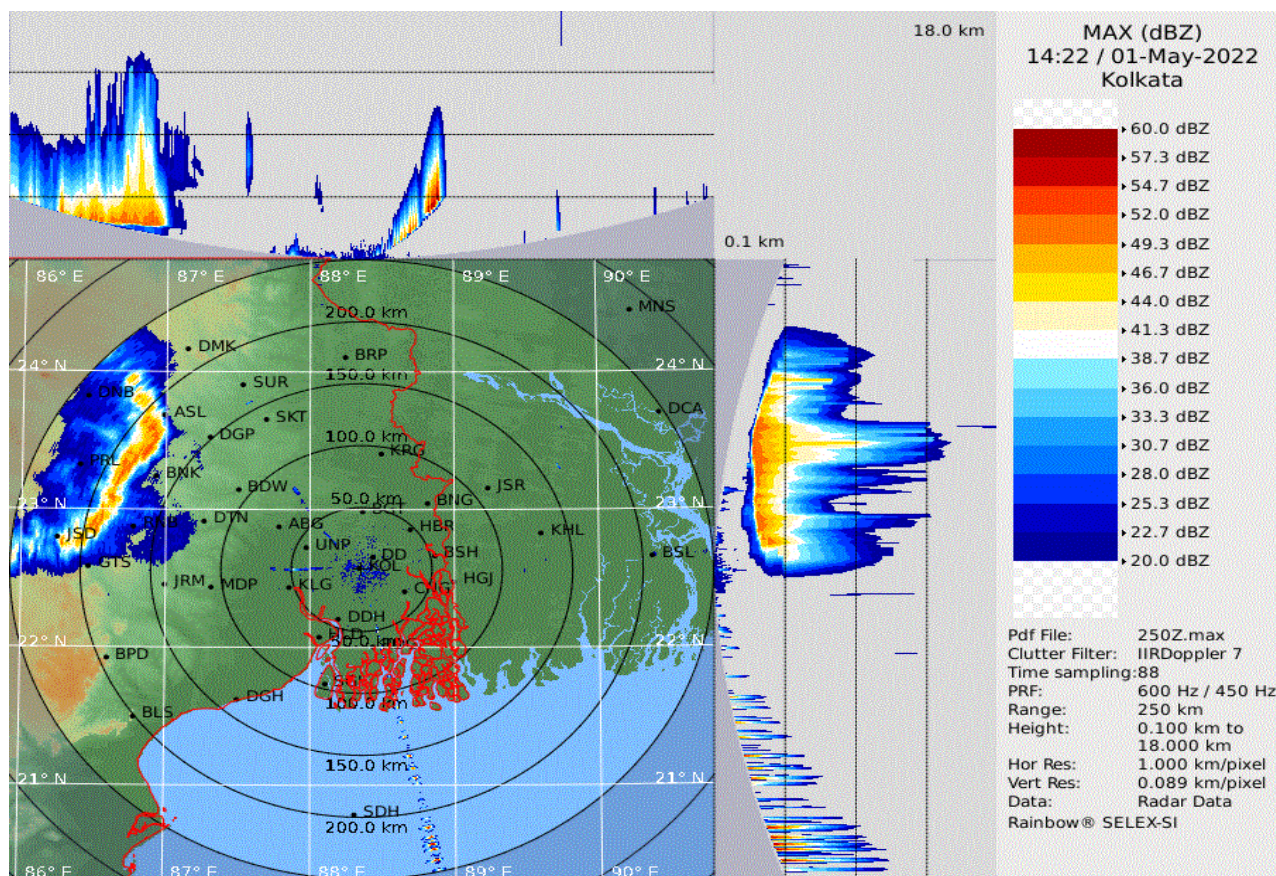 18.0 km
0.1 km
MAX (dBZ)
14:22 / 01-May-2022
Kolkata
60.0 dBZ
57.3 dBZ
54.7 dBZ
52.0 dBZ
49.3 dBZ
46.7 dBZ
44.0 dBZ
41.3 dBZ
38.7 dBZ
36.0 dBZ
33.3 dBZ
30.7 dBZ
28.0 dBZ
25.3 dBZ
22.7 dBZ
20.0 dBZ
Pdf File: 250Z.max
Clutter Filter: IIRDoppler 7
Time sampling:88
PRF: 600 Hz / 450 Hz
Range: 250 km
Height: 0.100 km to
18.000 km
Hor Res: 1.000 km/pixel
Vert Res: 0.089 km/pixel
Data: Radar Data
Rainbow® SELEX-SI
86° E 87° E 88° E 89° E 90° E
MNS
200.0 km
DMK
BRP
24° N 24° N
150.0 km
SUR
DNB
DCA
ASL
SKT
DGP
100.0 km
KRG
PRL
BNK
BDW
JSR
50.0 km
BNG
23° N 23° N
DTN
ABG
HBR
KHL
JSD
UNP
DD
BSH
BSL
GTS
KOL
JRM
MDP
KLG
HGJ
DDH
HLD
50.0 km
22° N 22° N
BPD
DGH
100.0 km
BLS
150.0 km
21° N 21° N
SDH
200.0 km
86° E 87° E 88° E 89° E 90° E